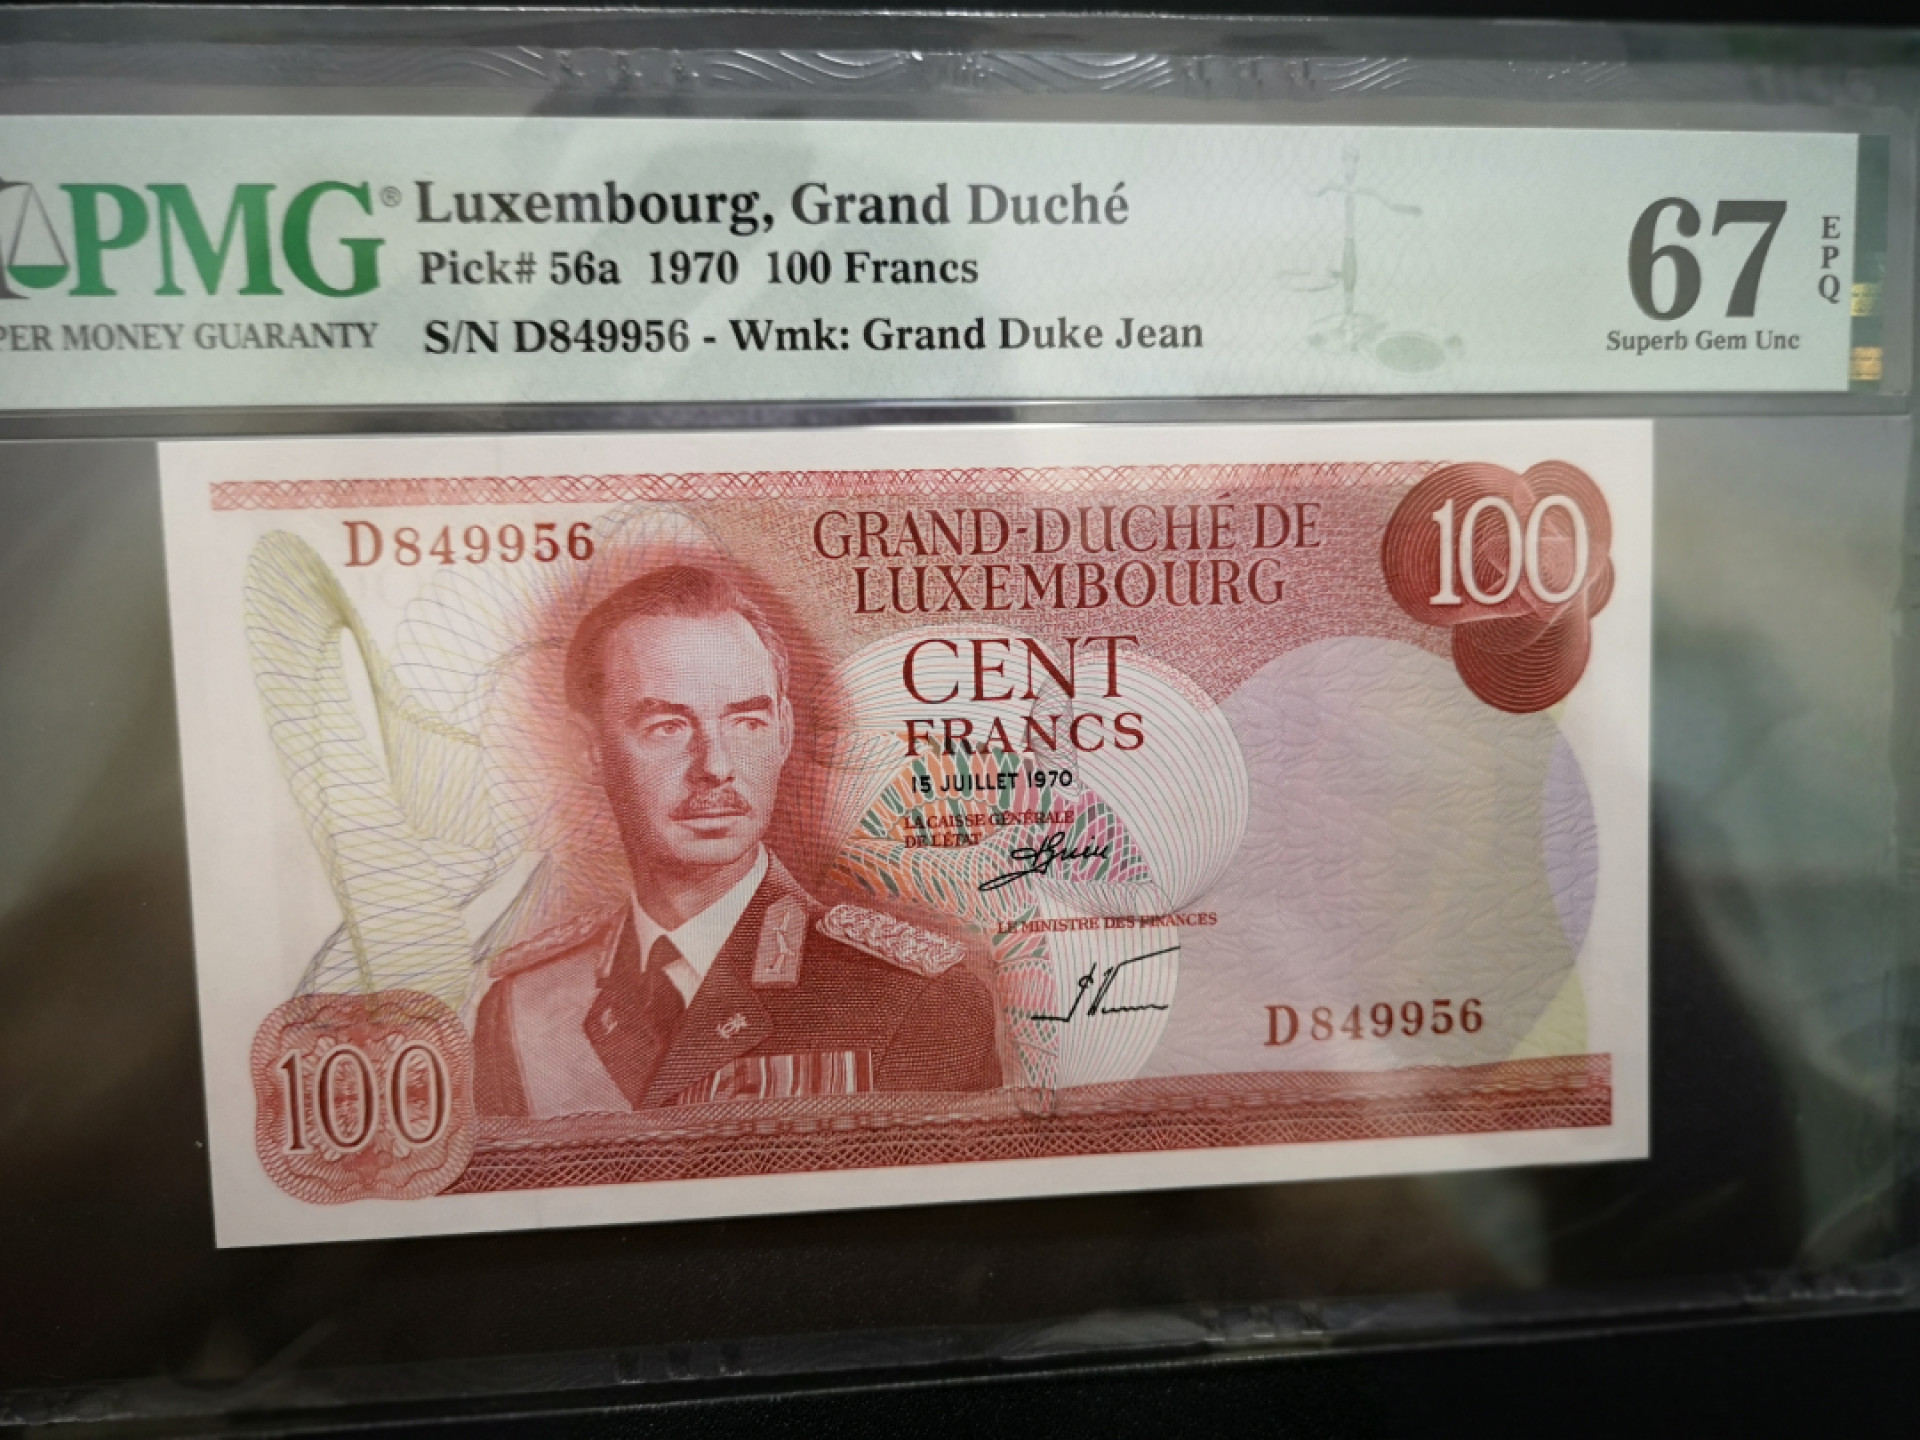 PMG®
PER MONEY GUARANTY
Luxembourg, Grand Duché
Pick# 56a 1970 100 Francs
S/N D849956 - Wmk: Grand Duke Jean
67
EPQ
Superb Gem Unc
D849956
GRAND-DUCHÉ DE
LUXEMBOURG
100
CENT
FRANCS
15 JUILLET 1970
LA CAISSE GÉNÉRALE
DE L'ÉTAT
LE MINISTRE DES FINANCES
D849956
100